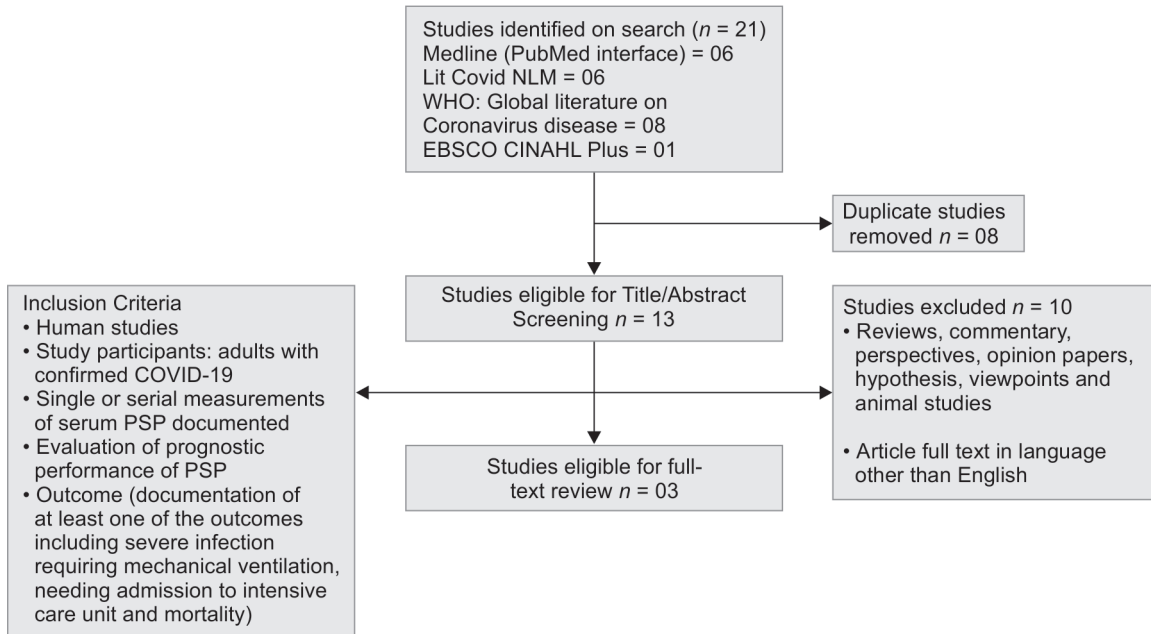 Studies identified on search (n = 21)
Medline (PubMed interface) = 06
Lit Covid NLM = 06
WHO: Global literature on
Coronavirus disease = 08
EBSCO CINAHL Plus = 01
Duplicate studies
removed n = 08
Studies eligible for Title/Abstract
Screening n = 13
Inclusion Criteria
• Human studies
• Study participants: adults with
confirmed COVID-19
• Single or serial measurements
of serum PSP documented
• Evaluation of prognostic
performance of PSP
• Outcome (documentation of
at least one of the outcomes
including severe infection
requiring mechanical ventilation,
needing admission to intensive
care unit and mortality)
Studies excluded n = 10
• Reviews, commentary,
perspectives, opinion papers,
hypothesis, viewpoints and
animal studies
• Article full text in language
other than English
Studies eligible for full-
text review n = 03